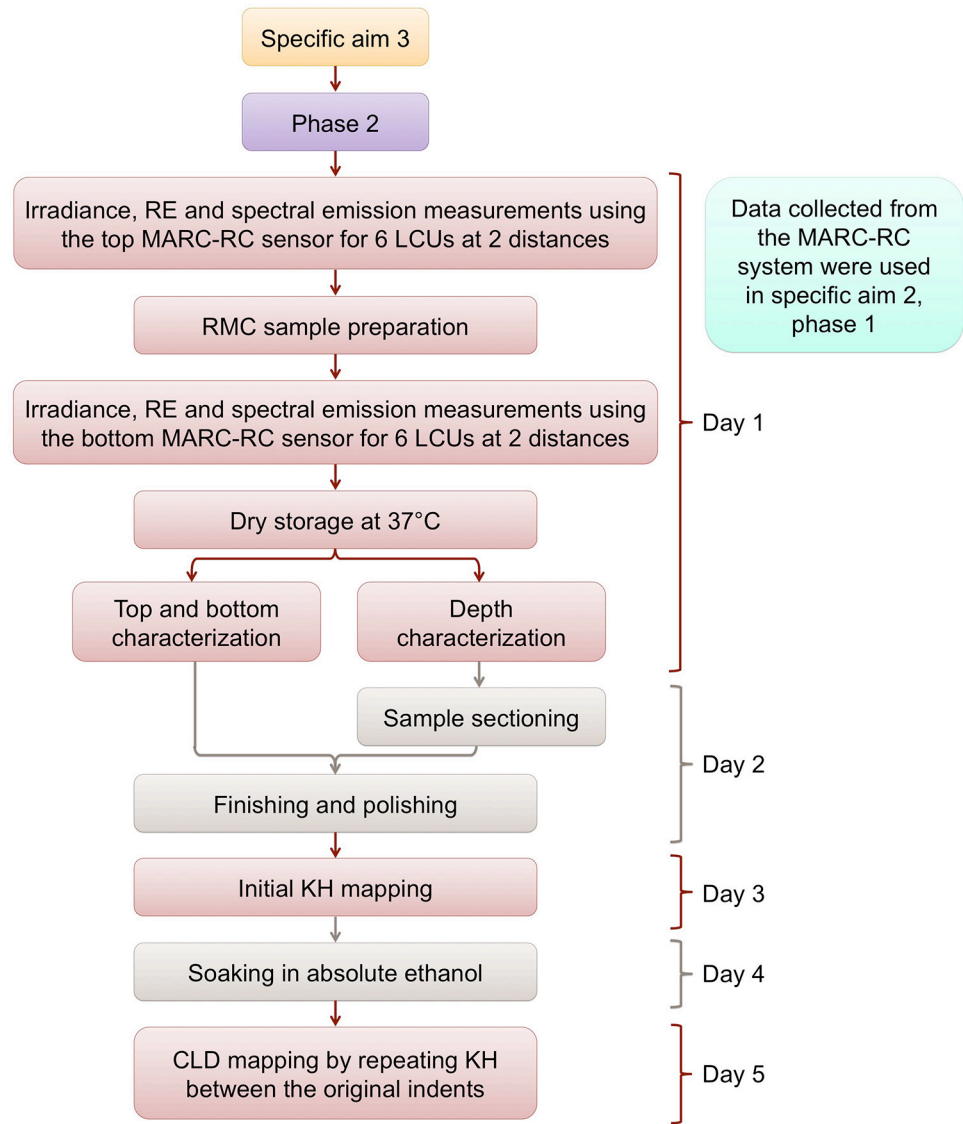 Specific aim 3
Phase 2
Irradiance, RE and spectral emission measurements using
the top MARC-RC sensor for 6 LCUs at 2 distances
Data collected from
the MARC-RC
system were used
in specific aim 2,
phase 1
RMC sample preparation
Irradiance, RE and spectral emission measurements using
the bottom MARC-RC sensor for 6 LCUs at 2 distances
Day 1
Dry storage at 37°C
Top and bottom
characterization
Depth
characterization
Sample sectioning
Day 2
Finishing and polishing
Initial KH mapping
Day 3
Soaking in absolute ethanol
Day 4
CLD mapping by repeating KH
between the original indents
Day 5